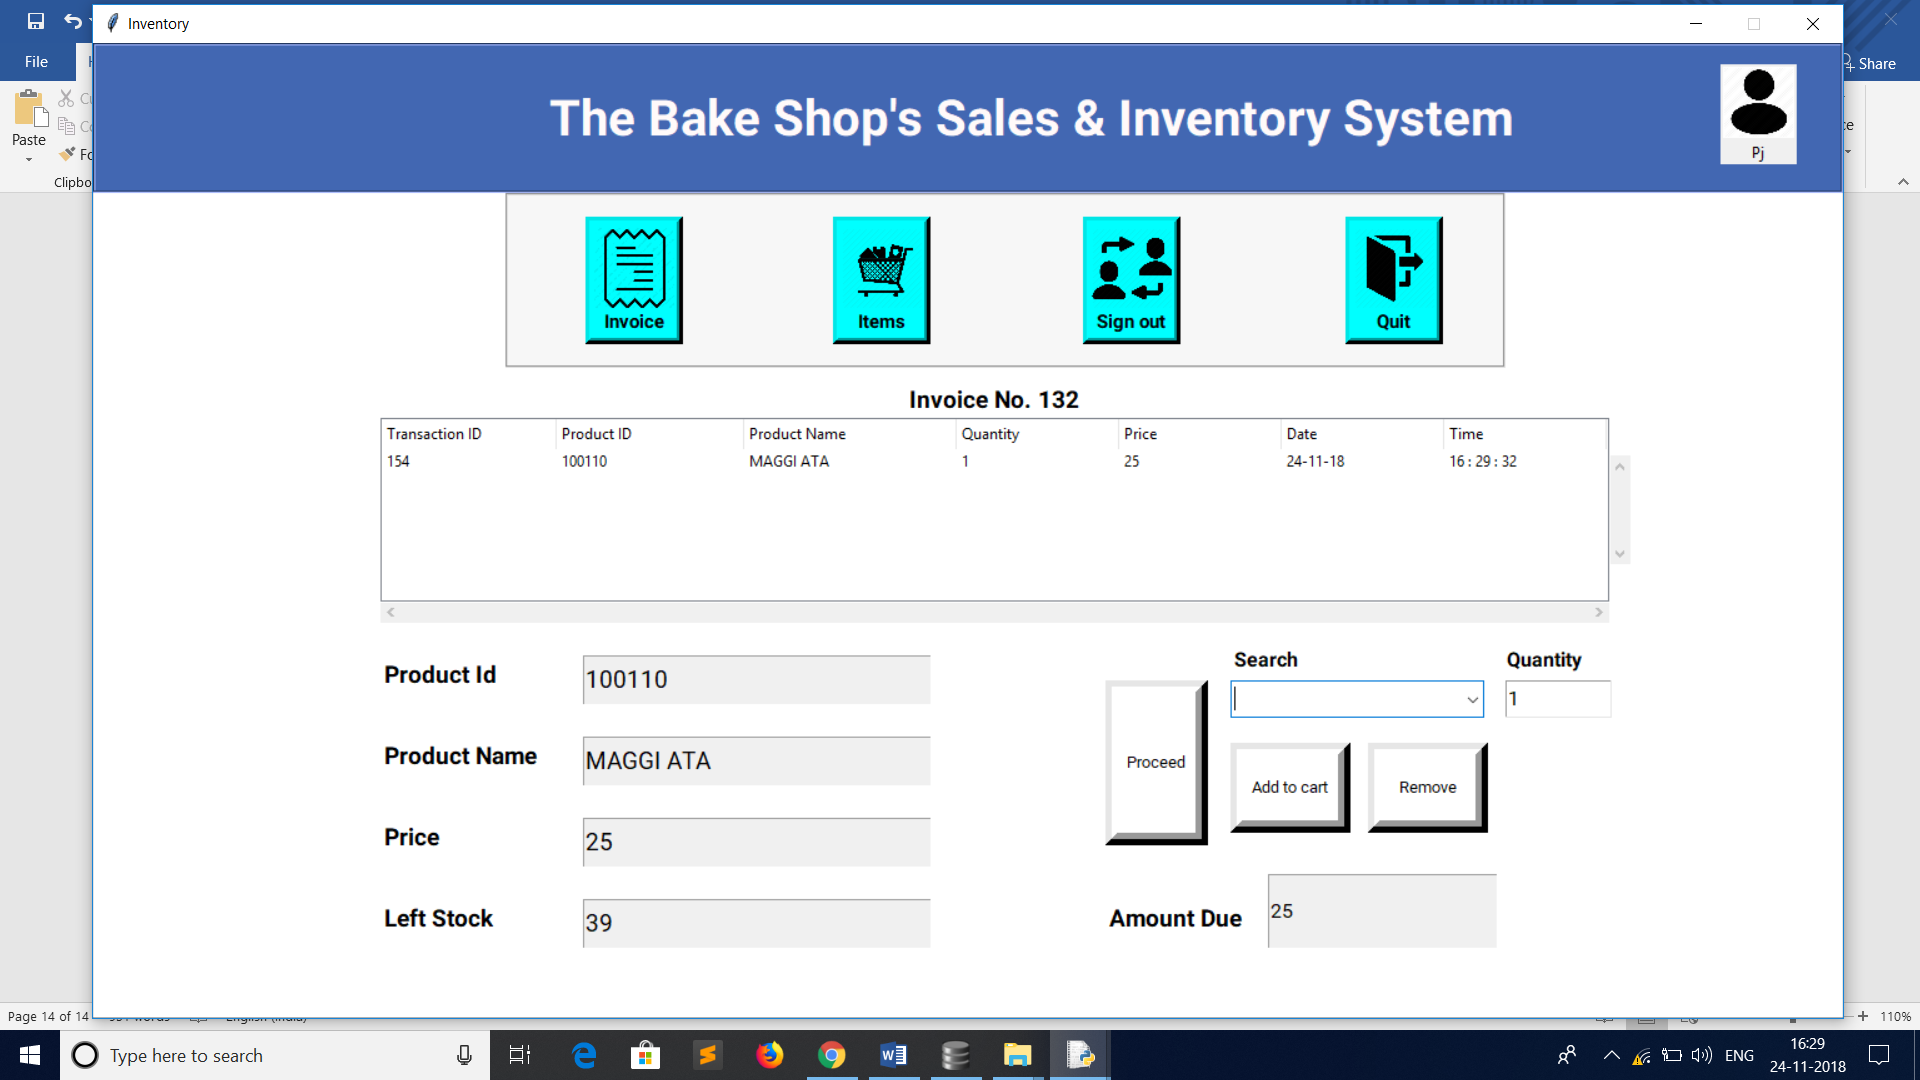 Inventory
File
Share
The Bake Shop's Sales & Inventory System
Pj
Paste
Clipbo
Invoice
Items
Sign out
Quit
Invoice No. 132
Transaction ID Product ID Product Name Quantity Price Date Time
154 100110 MAGGI ATA 1 25 24-11-18 16 : 29 : 32
Product Id 100110
Search Quantity
1
Product Name MAGGI ATA
Proceed
Add to cart Remove
Price 25
Left Stock 39
Amount Due 25
Page 14 of 14
110%
Type here to search
ENG
16:29
24-11-2018